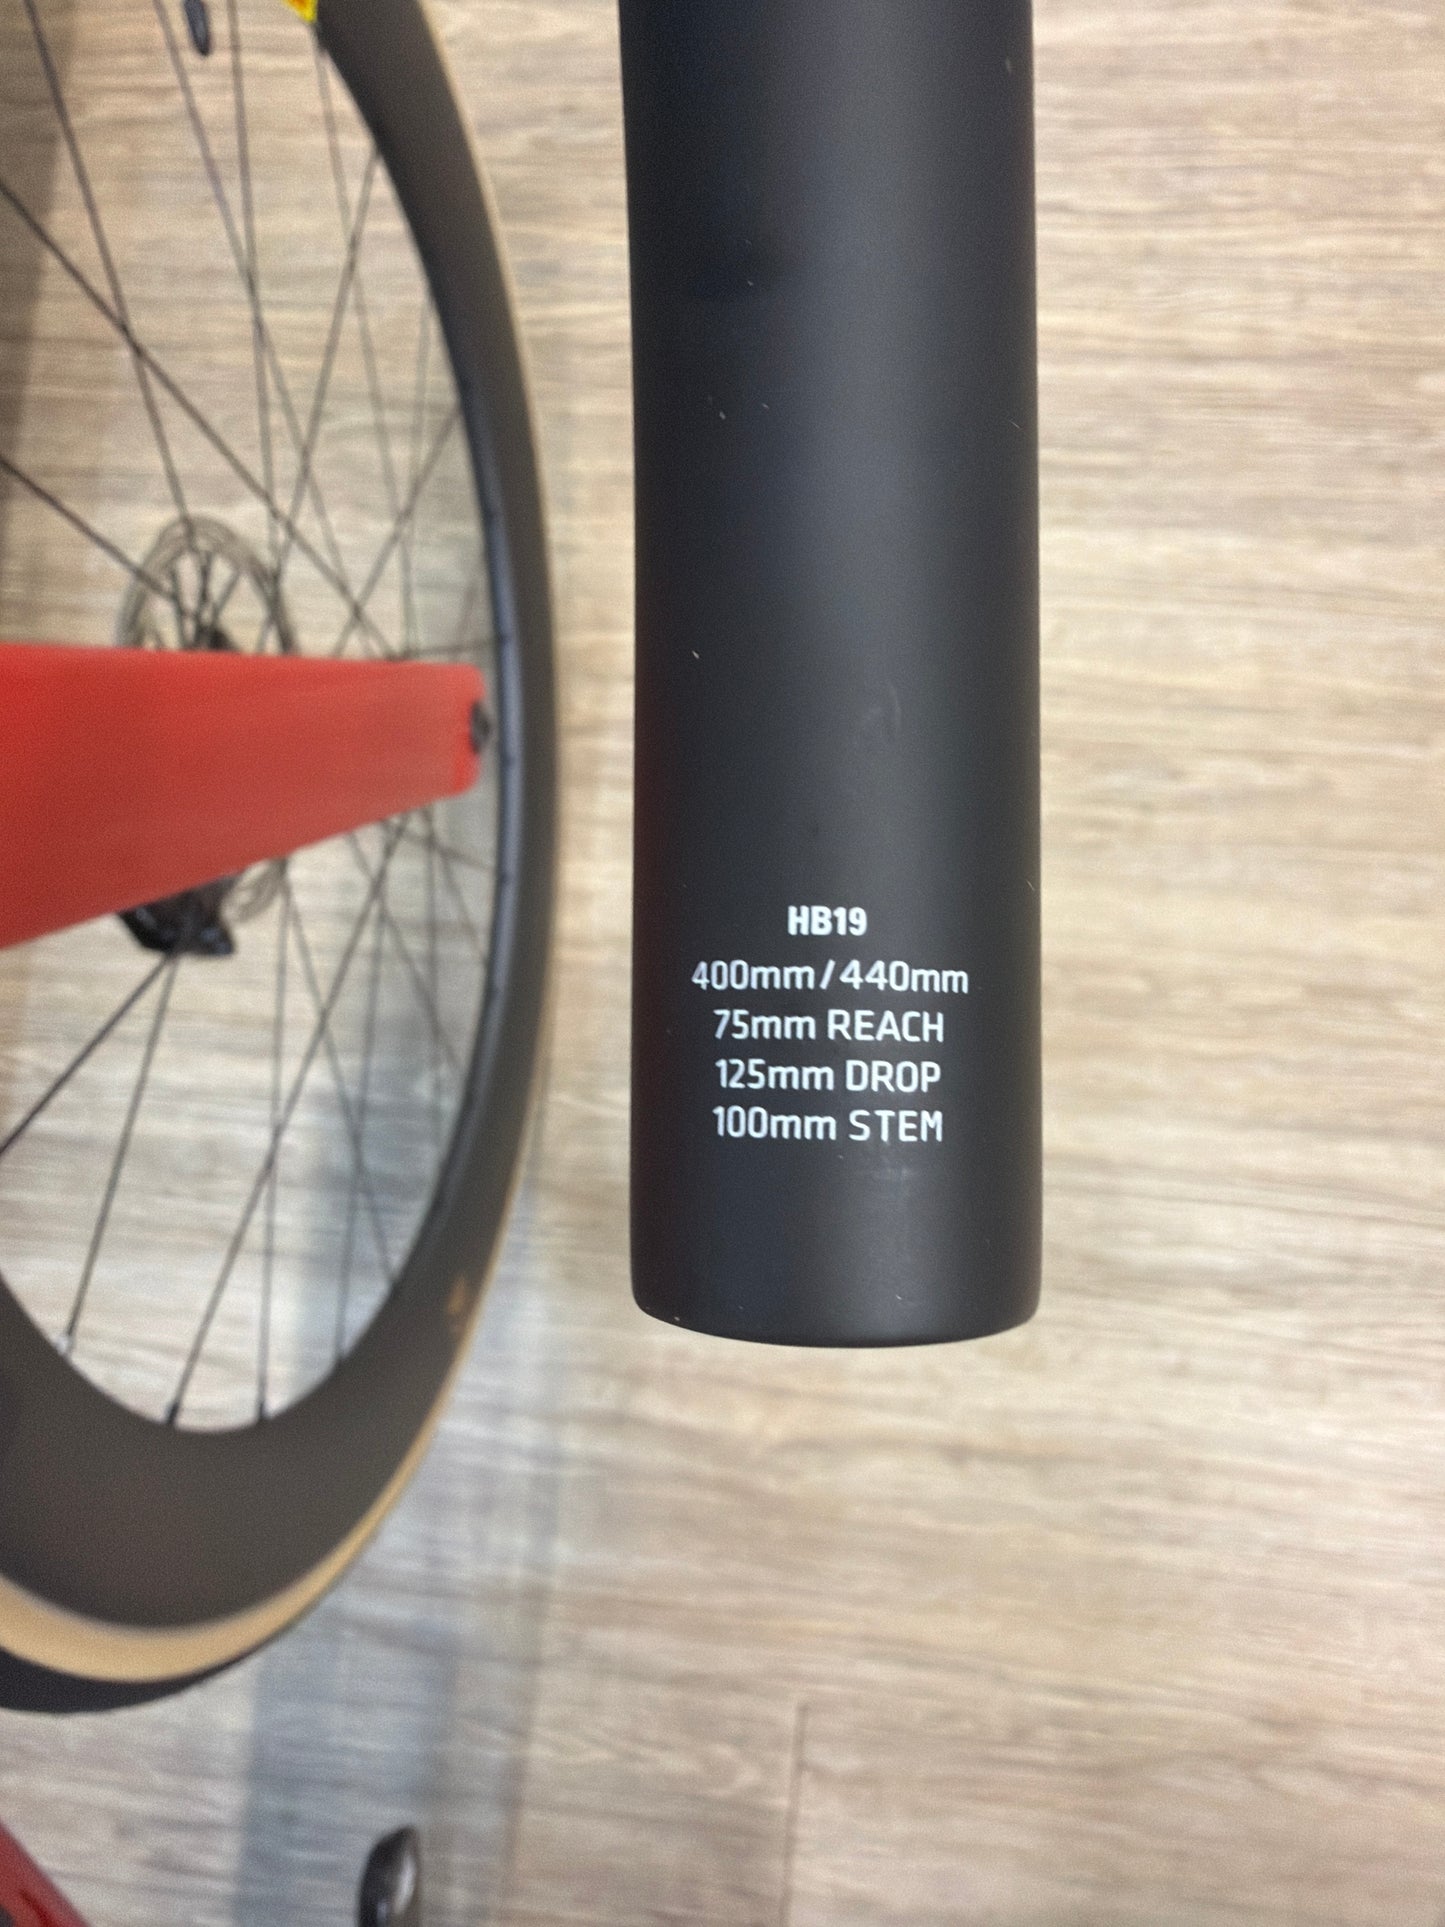 HB19
400mm/440mm
75mm REACH
125mm DROP
100mm STEM